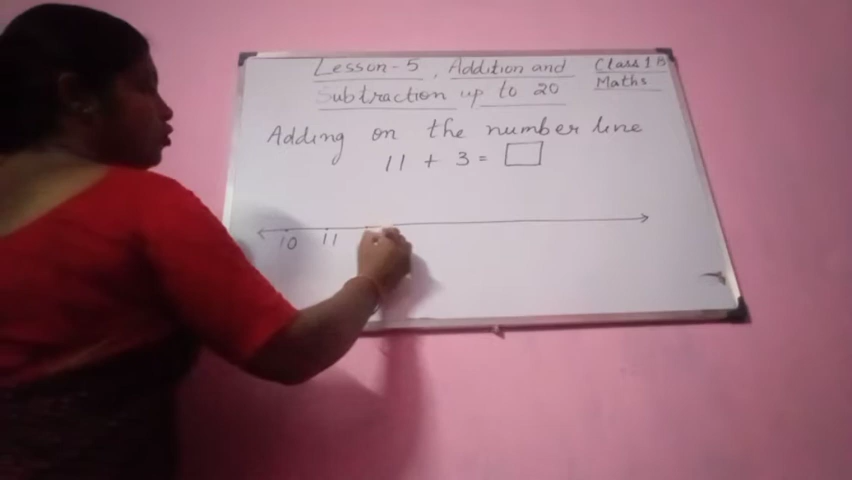 Lesson-5, Addition and Class 1 B
Subtraction up to 20 Maths
Adding on the number line
11 + 3 =
10 11